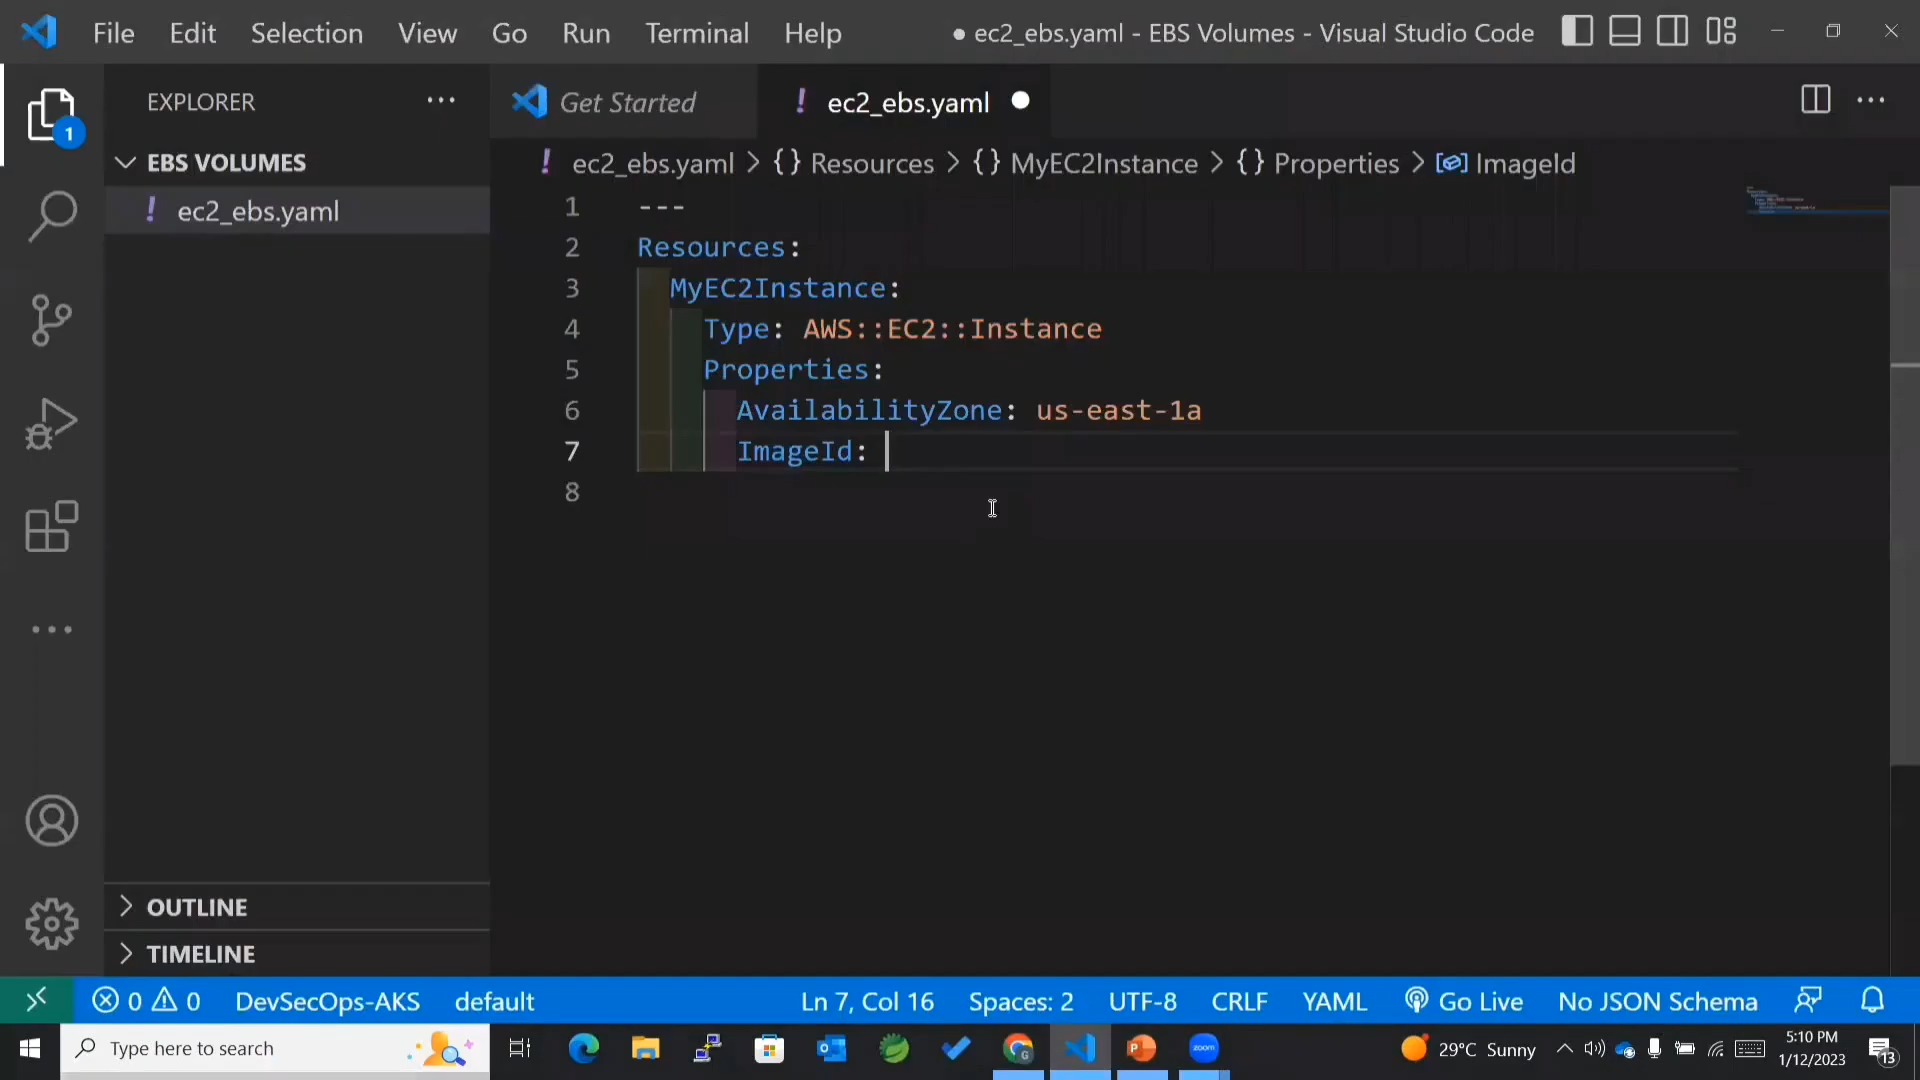 File Edit Selection View Go Run Terminal Help ● ec2_ebs.yaml - EBS Volumes - Visual Studio Code
EXPLORER
Get Started
! ec2_ebs.yaml
1
EBS VOLUMES
! ec2_ebs.yaml > {} Resources > {} MyEC2Instance > {} Properties > ImageId
! ec2_ebs.yaml
1 ---
2 Resources:
3 MyEC2Instance:
4 Type: AWS::EC2::Instance
5 Properties:
6 AvailabilityZone: us-east-1a
7 ImageId:
8
OUTLINE
TIMELINE
0 0 DevSecOps-AKS default Ln 7, Col 16 Spaces: 2 UTF-8 CRLF YAML Go Live No JSON Schema
Type here to search
zoom
29°C Sunny
5:10 PM
1/12/2023
13